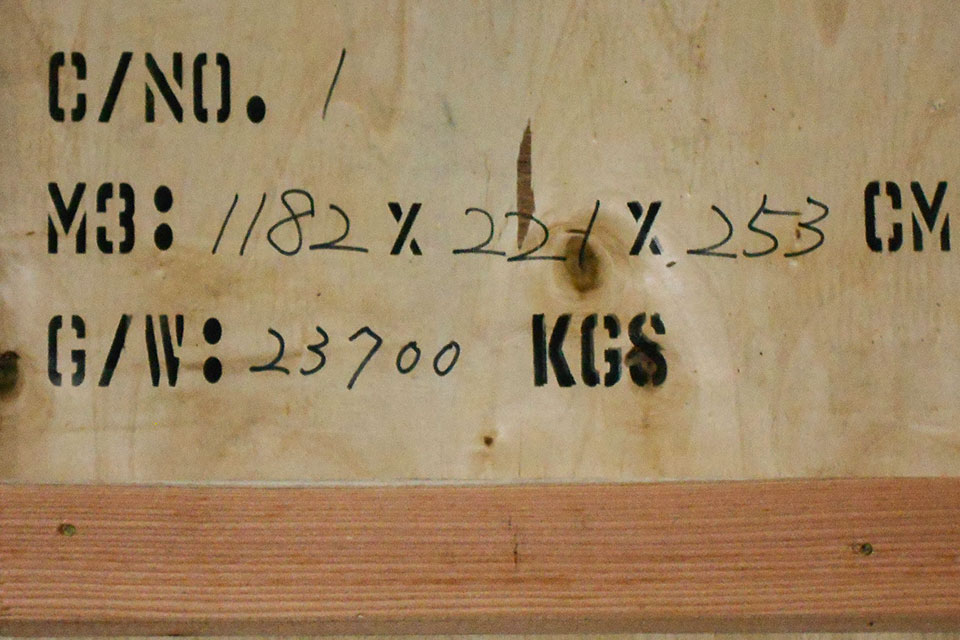 C/NO. 1
M3: 1182 X 221 X 253 CM
G/W: 23700 KGS